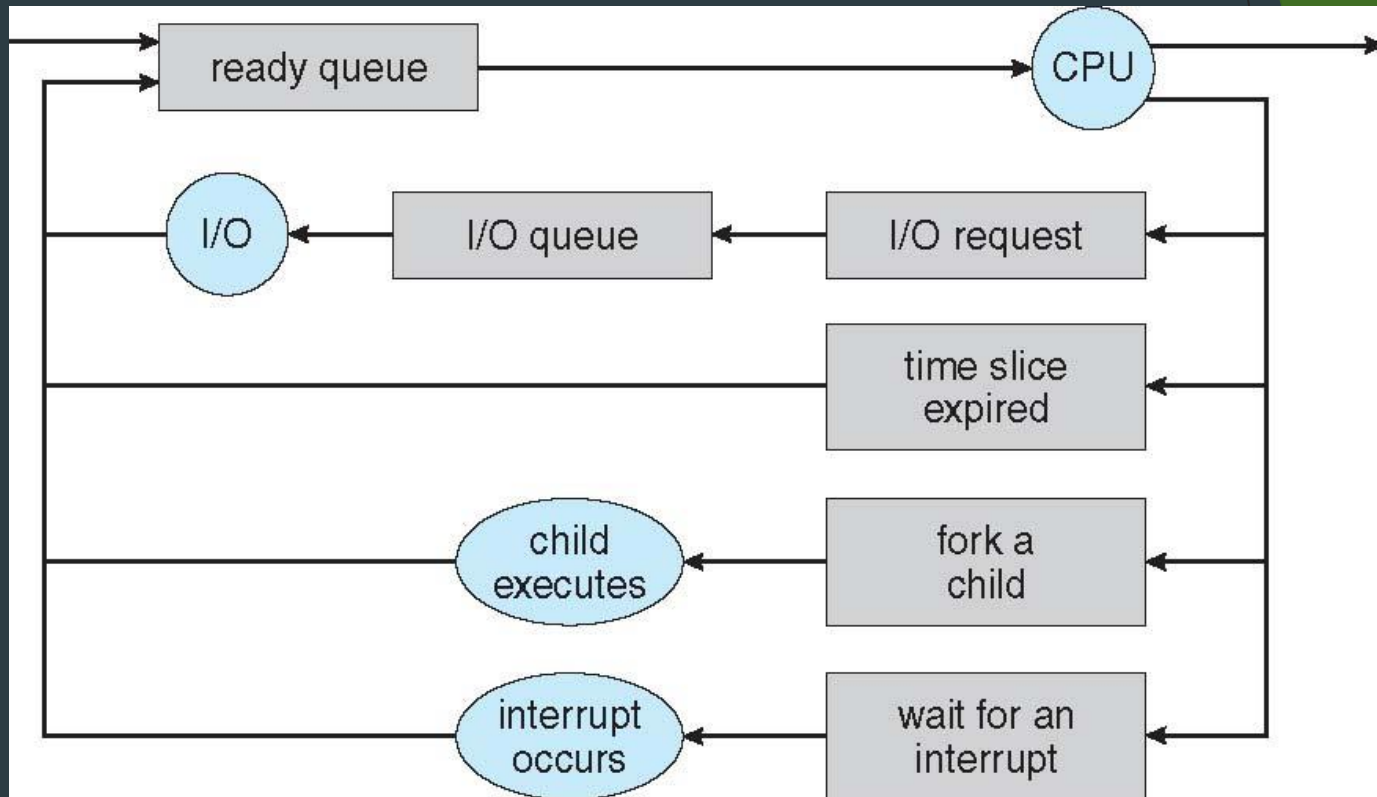 ready queue
CPU
I/O
I/O queue
I/O request
time slice
expired
child
executes
fork a
child
interrupt
occurs
wait for an
interrupt